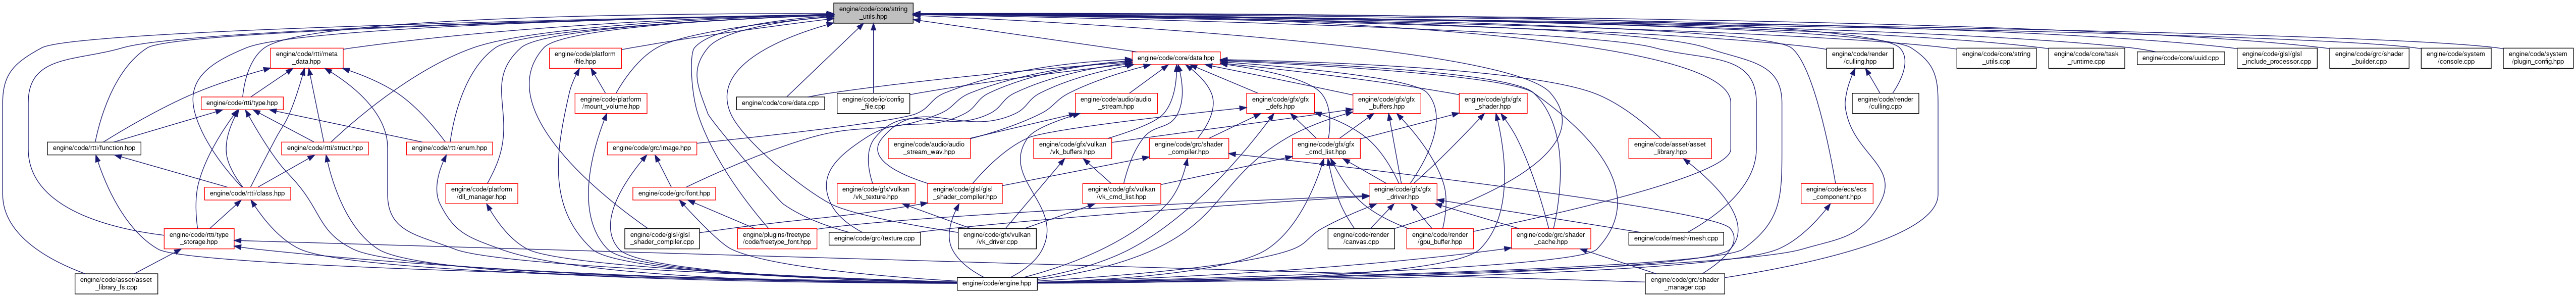 engine/code/core/string
_utils.hpp
engine/code/rtti/meta
_data.hpp
engine/code/platform
/file.hpp
engine/code/core/data.hpp
engine/code/render
/culling.hpp
engine/code/core/string
_utils.cpp
engine/code/core/task
_runtime.cpp
engine/code/core/uuid.cpp
engine/code/glsl/glsl
_include_processor.cpp
engine/code/grc/shader
_builder.cpp
engine/code/system
/console.cpp
engine/code/system
/plugin_config.hpp
engine/code/rtti/type.hpp
engine/code/platform
/mount_volume.hpp
engine/code/core/data.cpp
engine/code/io/config
_file.cpp
engine/code/audio/audio
_stream.hpp
engine/code/gfx/gfx
_defs.hpp
engine/code/gfx/gfx
_buffers.hpp
engine/code/gfx/gfx
_shader.hpp
engine/code/render
/culling.cpp
engine/code/rtti/function.hpp
engine/code/rtti/struct.hpp
engine/code/rtti/enum.hpp
engine/code/grc/image.hpp
engine/code/audio/audio
_stream_wav.hpp
engine/code/gfx/vulkan
/vk_buffers.hpp
engine/code/grc/shader
_compiler.hpp
engine/code/gfx/gfx
_cmd_list.hpp
engine/code/asset/asset
_library.hpp
engine/code/rtti/class.hpp
engine/code/platform
/dll_manager.hpp
engine/code/grc/font.hpp
engine/code/gfx/vulkan
/vk_texture.hpp
engine/code/glsl/glsl
_shader_compiler.hpp
engine/code/gfx/vulkan
/vk_cmd_list.hpp
engine/code/gfx/gfx
_driver.hpp
engine/code/ecs/ecs
_component.hpp
engine/code/rtti/type
_storage.hpp
engine/code/glsl/glsl
_shader_compiler.cpp
engine/plugins/freetype
/code/freetype_font.hpp
engine/code/grc/texture.cpp
engine/code/gfx/vulkan
/vk_driver.cpp
engine/code/render
/canvas.cpp
engine/code/render
/gpu_buffer.hpp
engine/code/grc/shader
_cache.hpp
engine/code/mesh/mesh.cpp
engine/code/asset/asset
_library_fs.cpp
engine/code/engine.hpp
engine/code/grc/shader
_manager.cpp